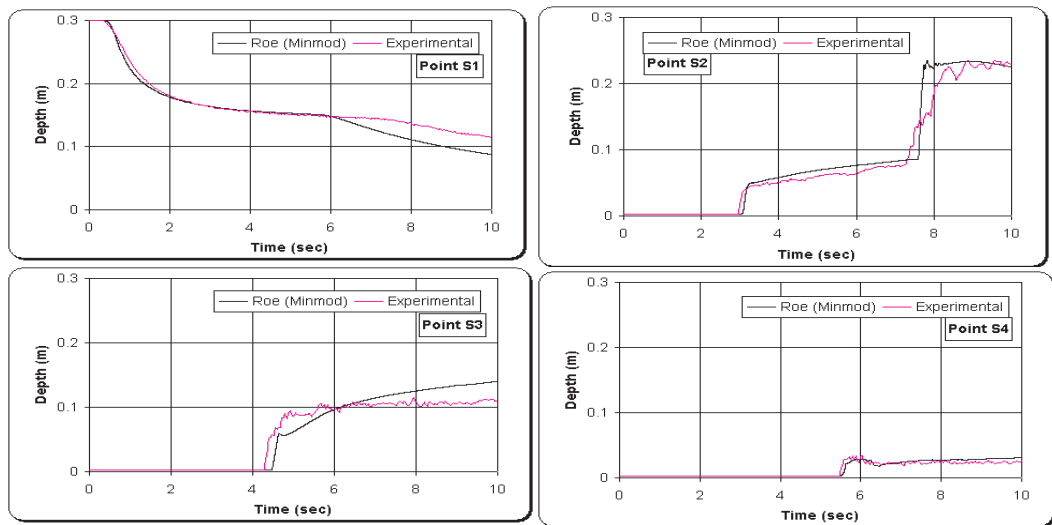 0.3
0.2
0.1
0
Depth (m)
Roe (Minmod) Experimental
Point S1
0 2 4 6 8 10
Time (sec)
0.3
0.2
0.1
0
Depth (m)
Roe (Minmod) Experimental
Point S2
0 2 4 6 8 10
Time (sec)
0.3
0.2
0.1
0
Depth (m)
Roe (Minmod) Experimental
Point S3
0 2 4 6 8 10
Time (sec)
0.3
0.2
0.1
0
Depth (m)
Roe (Minmod) Experimental
Point S4
0 2 4 6 8 10
Time (sec)